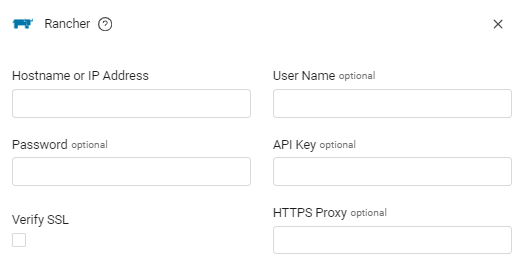 Rancher ?
Hostname or IP Address
User Name optional
Password optional
API Key optional
Verify SSL
HTTPS Proxy optional